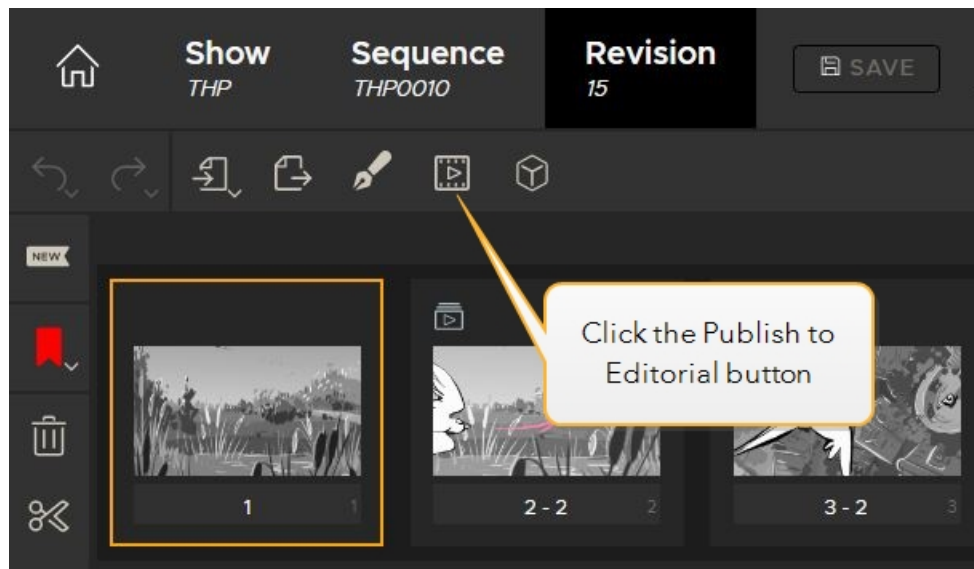 Show
THP
Sequence
THP0010
Revision
15
SAVE
NEW
Click the Publish to
Editorial button
1 1
2 - 2 2
3 - 2 3